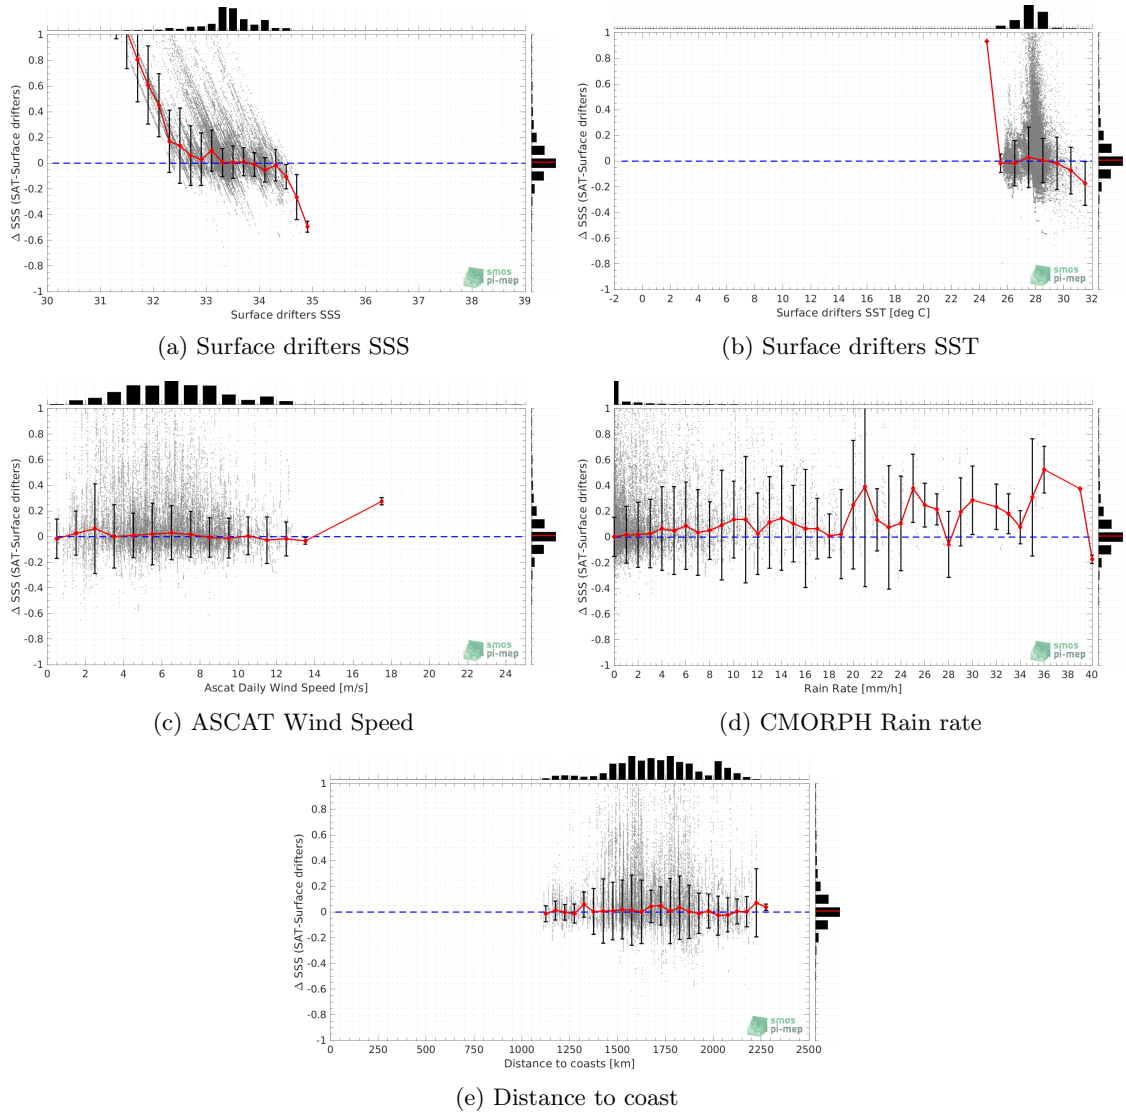 Δ SSS (SAT-Surface drifters)
1
0.8
0.6
0.4
0.2
0
-0.2
-0.4
-0.6
-0.8
-1
30 31 32 33 34 35 36 37 38 39
Surface drifters SSS
smos
pi-mep
(a) Surface drifters SSS
Δ SSS (SAT-Surface drifters)
1
0.8
0.6
0.4
0.2
0
-0.2
-0.4
-0.6
-0.8
-1
-2 0 2 4 6 8 10 12 14 16 18 20 22 24 26 28 30 32
Surface drifters SST [deg C]
smos
pi-mep
(b) Surface drifters SST
Δ SSS (SAT-Surface drifters)
1
0.8
0.6
0.4
0.2
0
-0.2
-0.4
-0.6
-0.8
-1
0 2 4 6 8 10 12 14 16 18 20 22 24
Ascat Daily Wind Speed [m/s]
smos
pi-mep
(c) ASCAT Wind Speed
Δ SSS (SAT-Surface drifters)
1
0.8
0.6
0.4
0.2
0
-0.2
-0.4
-0.6
-0.8
-1
0 2 4 6 8 10 12 14 16 18 20 22 24 26 28 30 32 34 36 38 40
Rain Rate [mm/h]
smos
pi-mep
(d) CMORPH Rain rate
Δ SSS (SAT-Surface drifters)
1
0.8
0.6
0.4
0.2
0
-0.2
-0.4
-0.6
-0.8
-1
0 250 500 750 1000 1250 1500 1750 2000 2250 2500
Distance to coasts [km]
smos
pi-mep
(e) Distance to coast